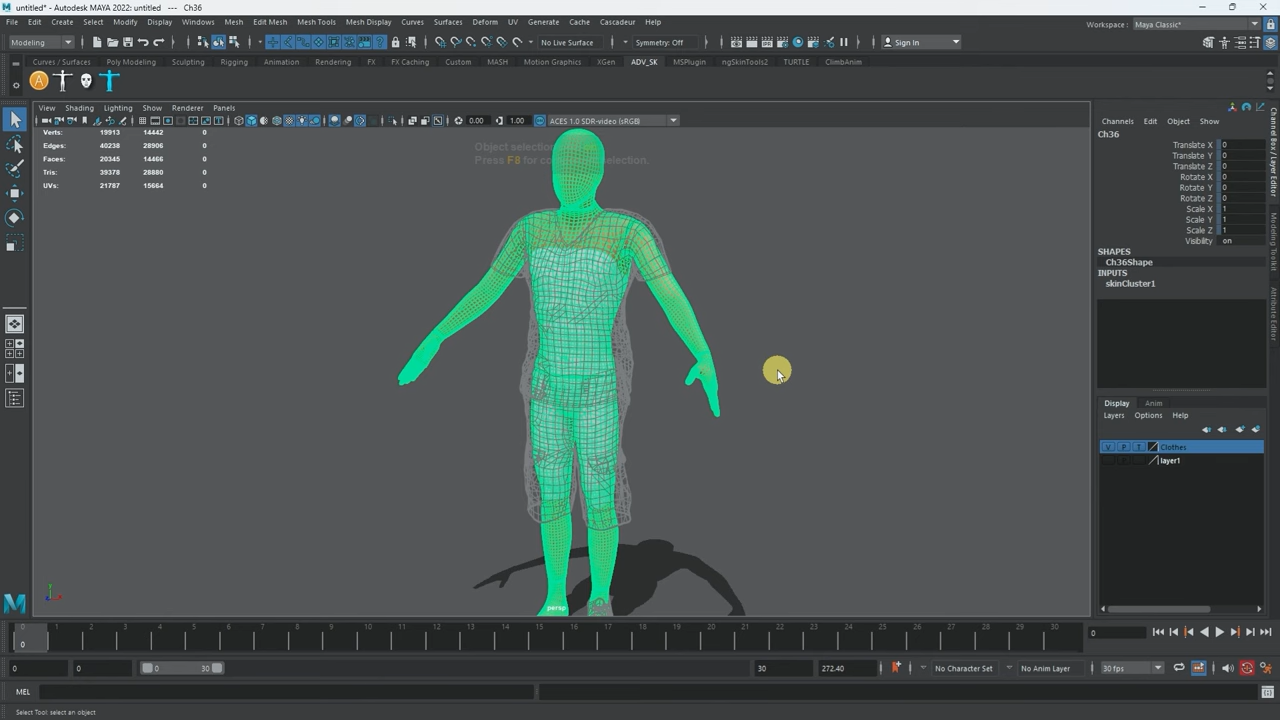 untitled* - Autodesk MAYA 2022: untitled --- Ch36
File Edit Create Select Modify Display Windows Mesh Edit Mesh Mesh Tools Mesh Display Curves Surfaces Deform UV Generate Cache Cascadeur Help
Workspace : Maya Classic*
Modeling No Live Surface Symmetry: Off Sign In
Curves / Surfaces Poly Modeling Sculpting Rigging Animation Rendering FX FX Caching Custom MASH Motion Graphics XGen ADV_SK MSPlugin ngSkinTools2 TURTLE ClimbAnim
View Shading Lighting Show Renderer Panels
0.00 1.00 ACES 1.0 SDR-video (sRGB)
Channels Edit Object Show
Ch36
Translate X 0
Translate Y 0
Translate Z 0
Rotate X 0
Rotate Y 0
Rotate Z 0
Scale X 1
Scale Y 1
Scale Z 1
Visibility on
SHAPES
Ch36Shape
INPUTS
skinCluster1
Channel Box / Layer Editor
Modeling Toolkit
Attribute Editor
Verts: 19913 14442 0
Edges: 40238 28906 0
Faces: 20345 14466 0
Tris: 39378 28880 0
UVs: 21787 15664 0
Object selection
Press F8 for selection.
Display Anim
Layers Options Help
V P T Clothes
layer1
persp
0 1 2 3 4 5 6 7 8 9 10 11 12 13 14 15 16 17 18 19 20 21 22 23 24 25 26 27 28 29 30
0
0
0 0 0 30 30 272.40 No Character Set No Anim Layer 30 fps
MEL
Select Tool: select an object